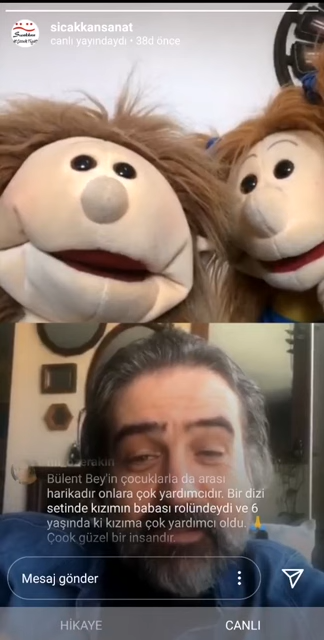 Sıcakkan
sicakkansanat
canlı yayındaydı • 38d önce
Bülent Bey'in çocuklarla da arası
harikadır onlara çok yardımcıdır. Bir dizi
setinde kızımın babası rolündeydi ve 6
yaşında ki kızıma çok yardımcı oldu.
Çook güzel bir insandır.
Mesaj gönder
HİKAYE
CANLI